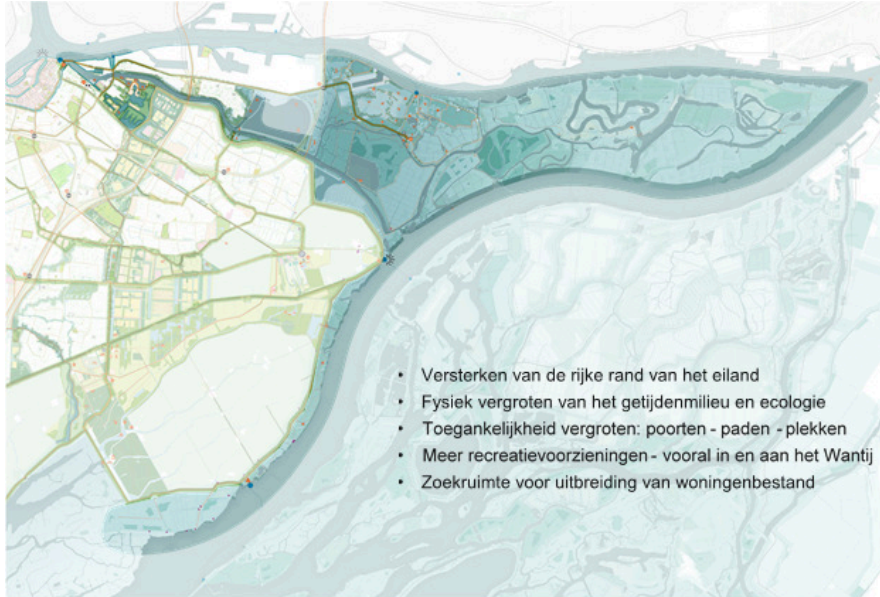 • Versterken van de rijke rand van het eiland
• Fysiek vergroten van het getijdenmilieu en ecologie
• Toegankelijkheid vergroten: poorten - paden - plekken
• Meer recreatievoorzieningen - vooral in en aan het Wantij
• Zoekruimte voor uitbreiding van woningenbestand